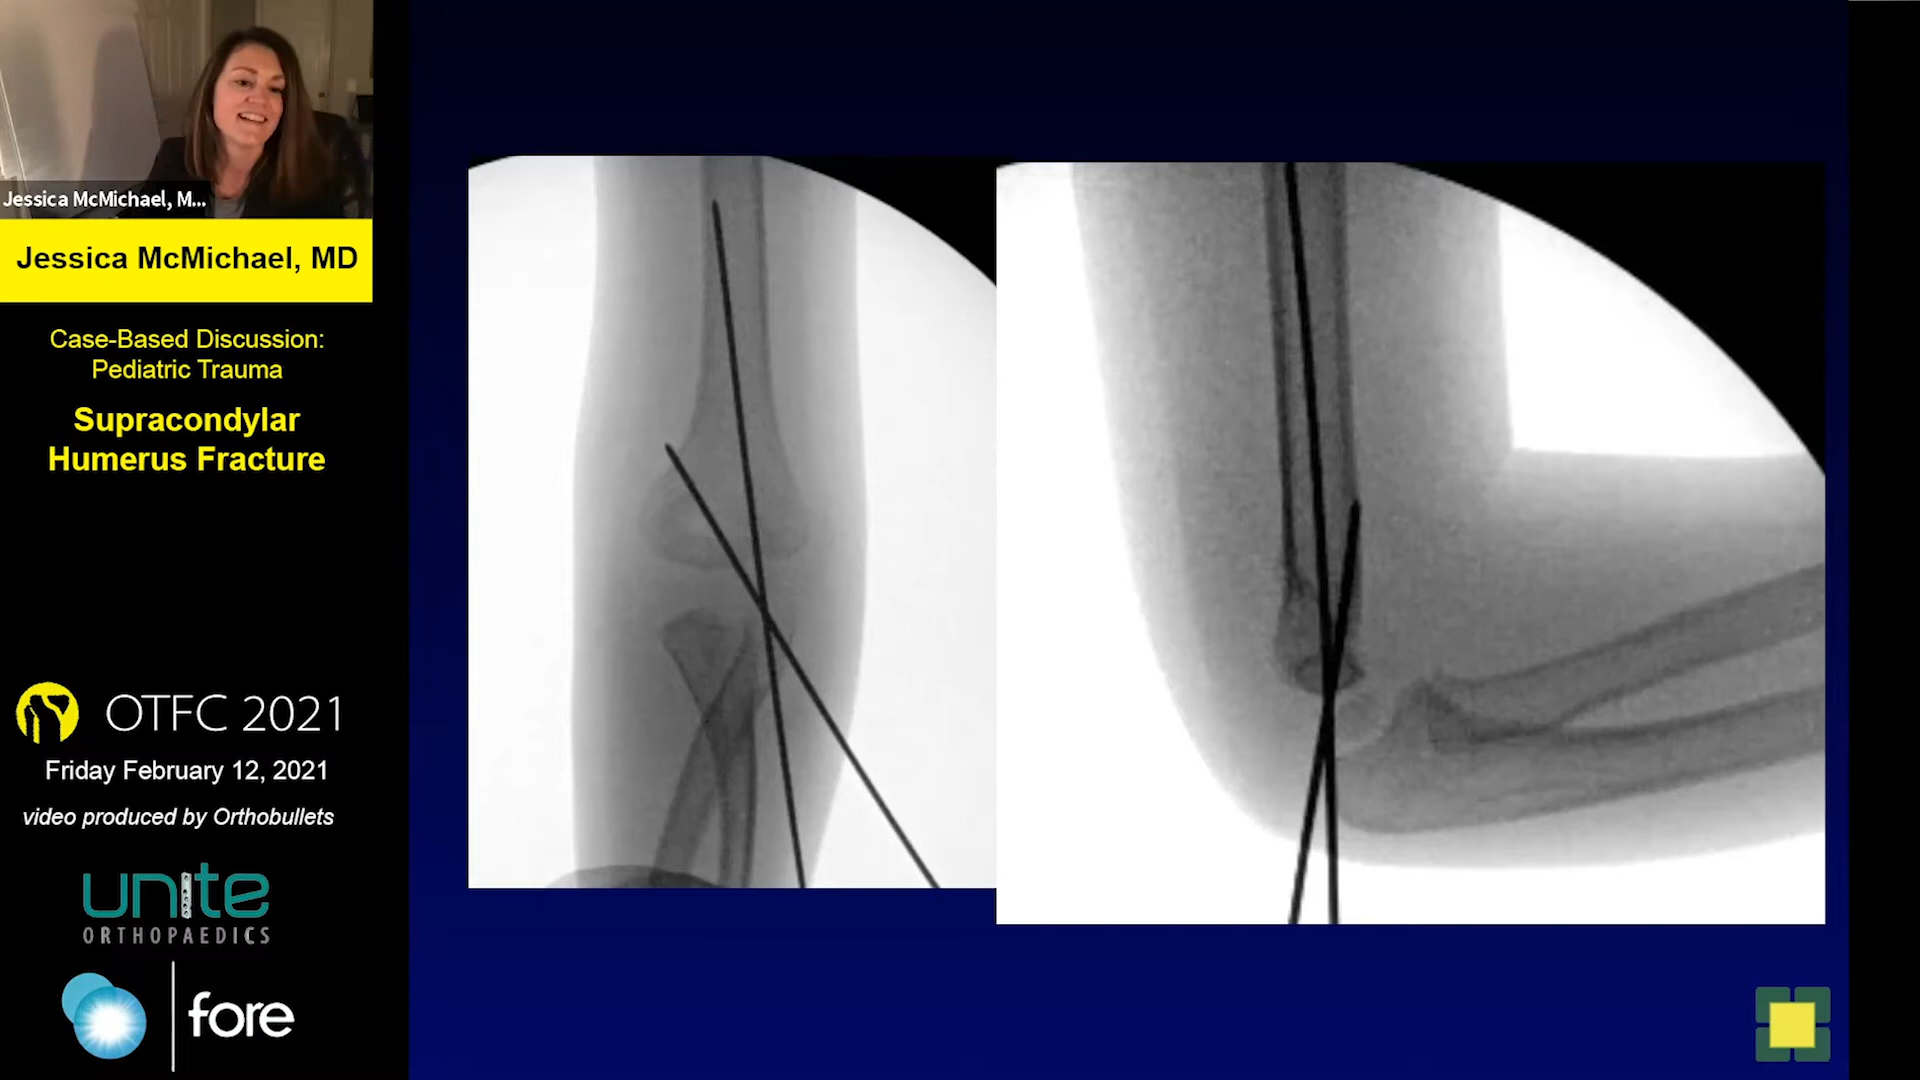 Jessica McMichael, M...
Jessica McMichael, MD
Case-Based Discussion:
Pediatric Trauma
Supracondylar
Humerus Fracture
OTFC 2021
Friday February 12, 2021
video produced by Orthobullets
unite
ORTHOPAEDICS
fore